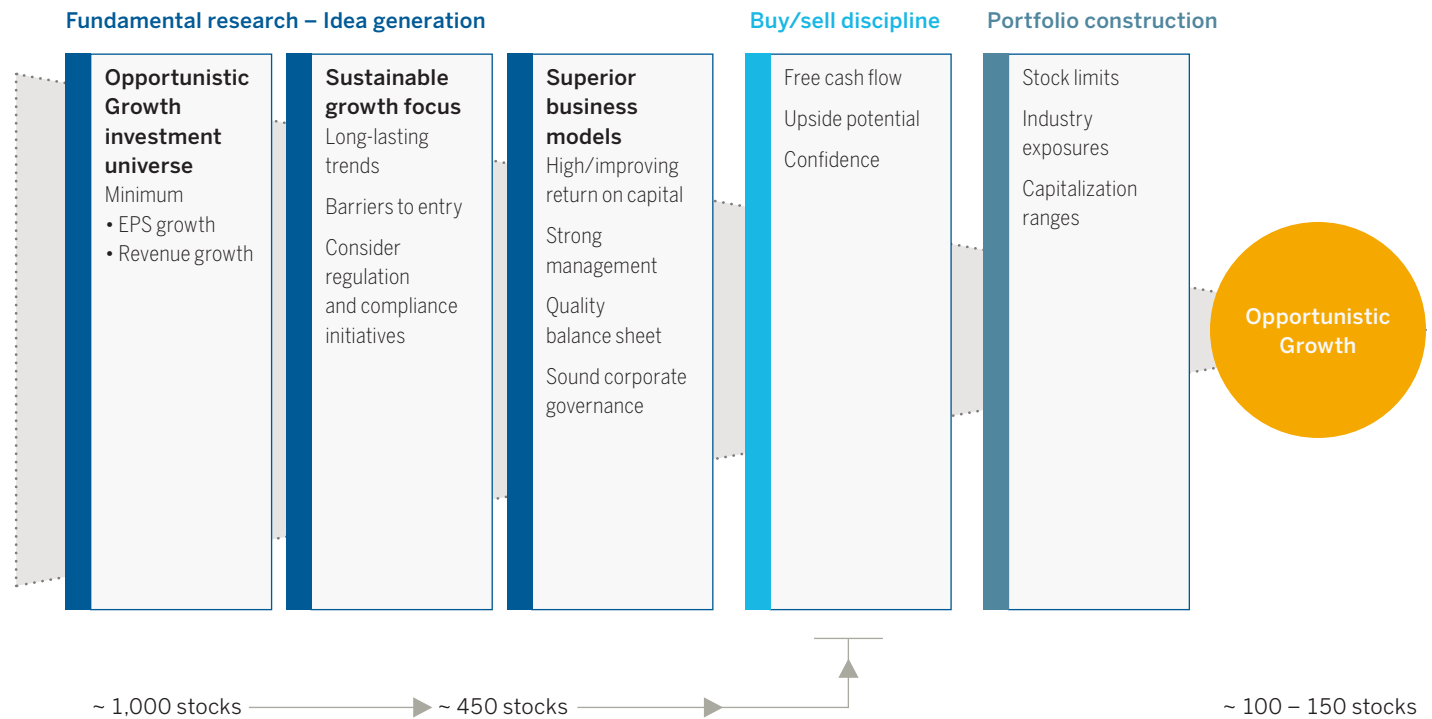 Fundamental research – Idea generation
Buy/sell discipline
Portfolio construction
Opportunistic
Growth
investment
universe
Minimum
• EPS growth
• Revenue growth
Sustainable
growth focus
Long-lasting
trends
Barriers to entry
Consider
regulation
and compliance
initiatives
Superior
business
models
High/improving
return on capital
Strong
management
Quality
balance sheet
Sound corporate
governance
Free cash flow
Upside potential
Confidence
Stock limits
Industry
exposures
Capitalization
ranges
Opportunistic
Growth
~ 1,000 stocks
~ 450 stocks
~ 100 – 150 stocks